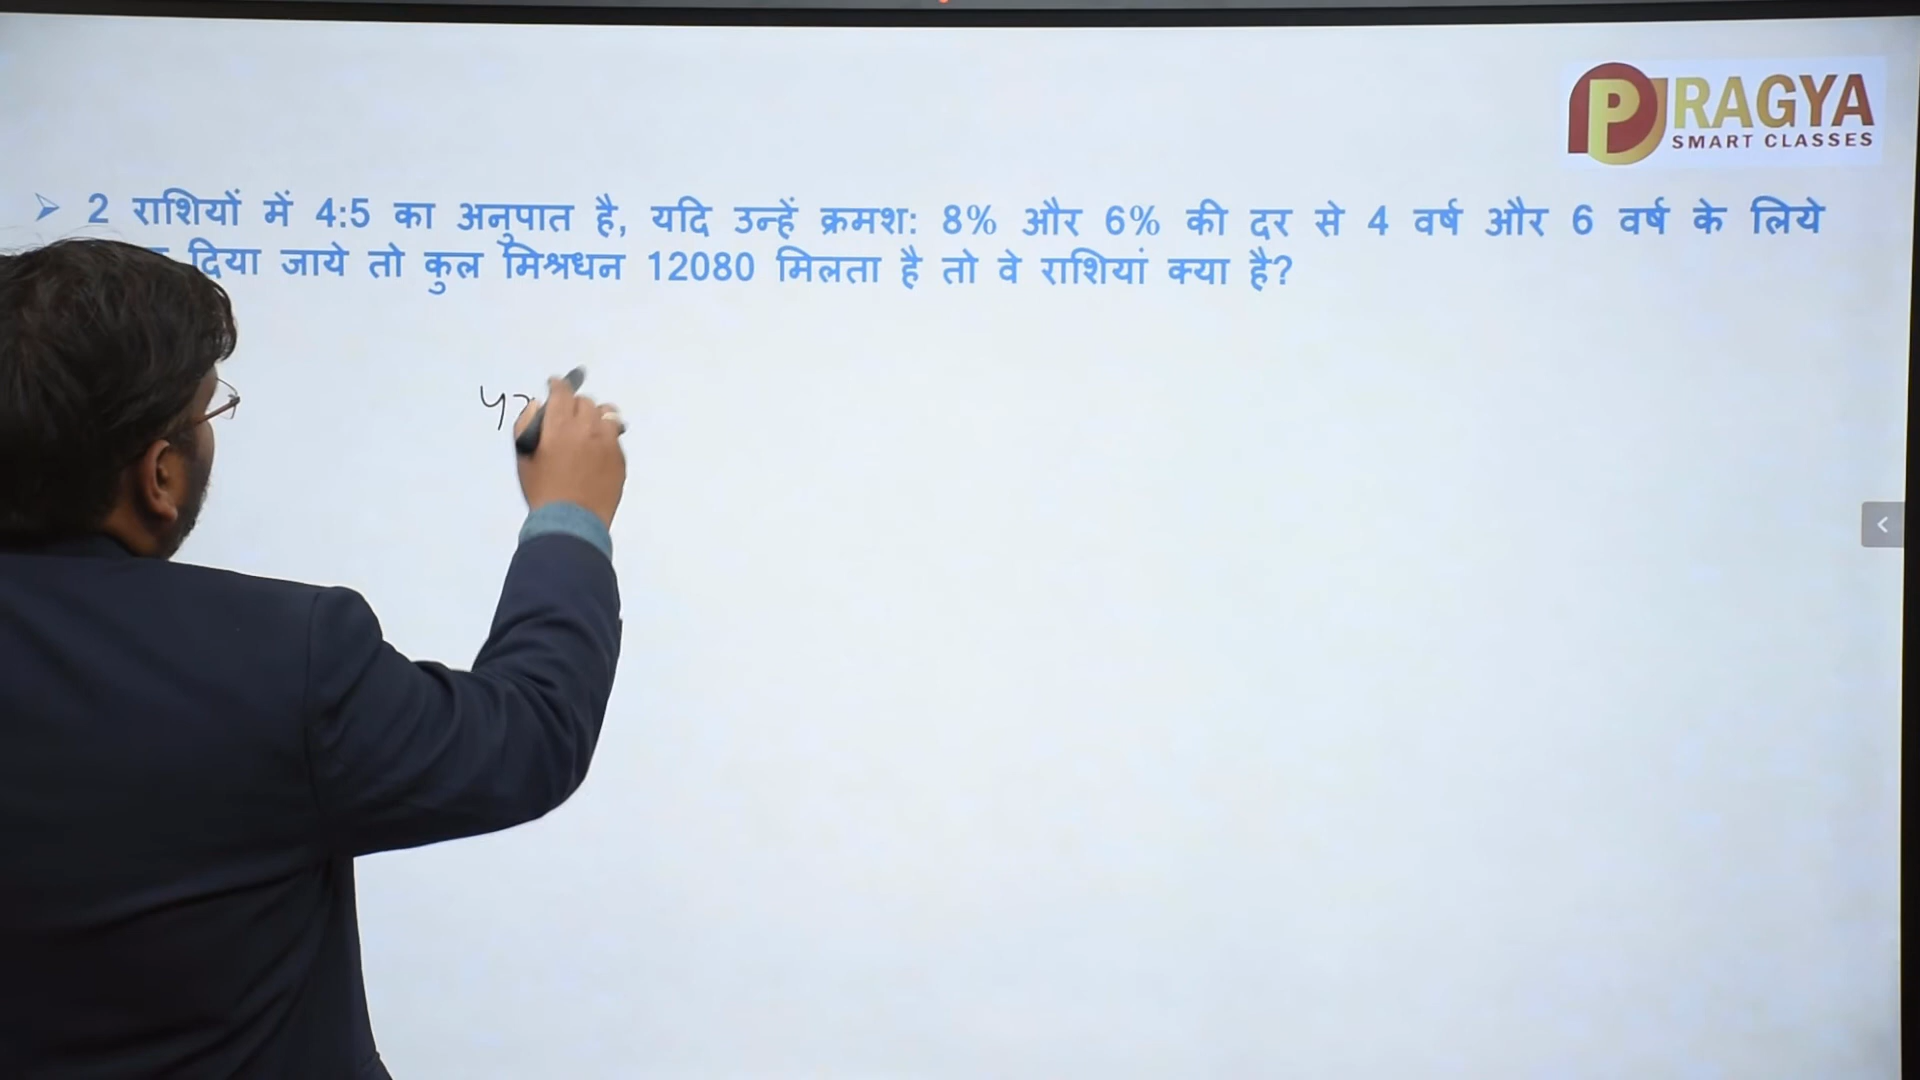 PRAGYA
SMART CLASSES
➢ 2 राशियों में 4:5 का अनुपात है, यदि उन्हें क्रमश: 8% और 6% की दर से 4 वर्ष और 6 वर्ष के लिये
दिया जाये तो कुल मिश्रधन 12080 मिलता है तो वे राशियां क्या है?